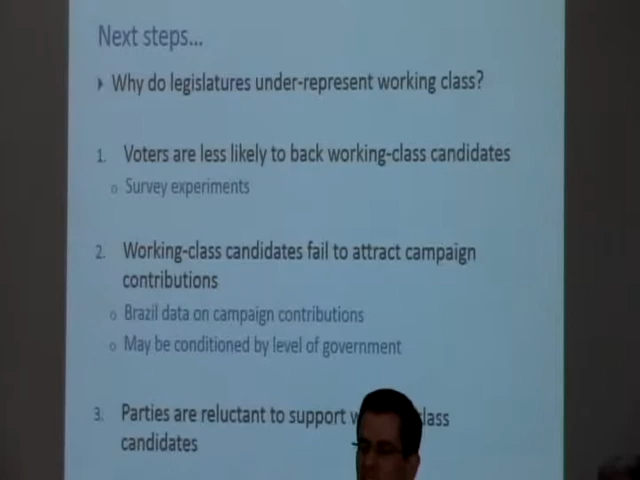 Next steps...
Why do legislatures under-represent working class?
1. Voters are less likely to back working-class candidates
o Survey experiments
2. Working-class candidates fail to attract campaign
contributions
o Brazil data on campaign contributions
o May be conditioned by level of government
3. Parties are reluctant to support
candidates